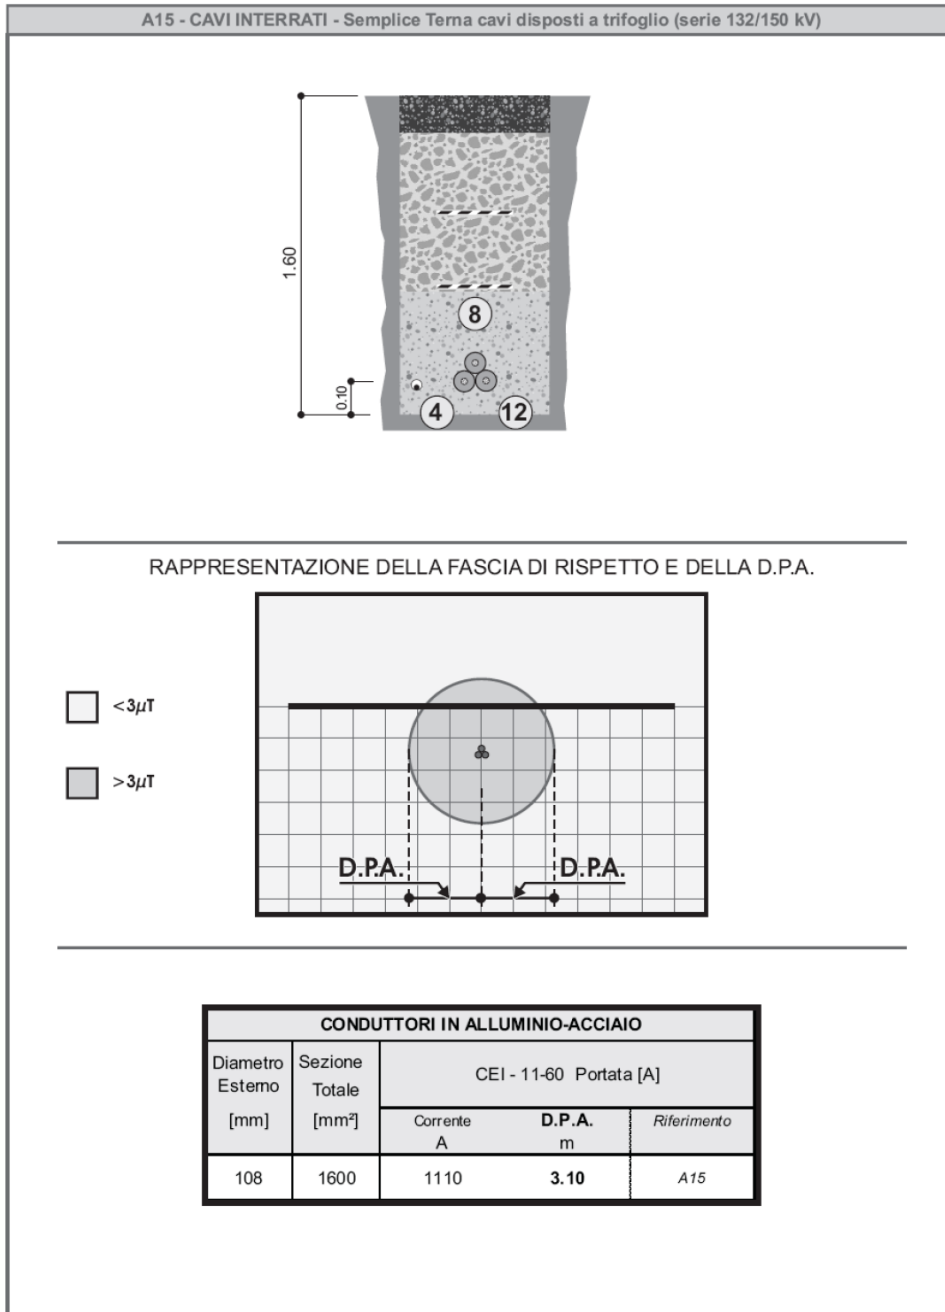 A15 - CAVI INTERRATI - Semplice Terna cavi disposti a trifoglio (serie 132/150 kV)
1.60
0.10
8
4
12
RAPPRESENTAZIONE DELLA FASCIA DI RISPETTO E DELLA D.P.A.
<3μT
>3μT
D.P.A.
D.P.A.
CONDUTTORI IN ALLUMINIO-ACCIAIO
Diametro Esterno [mm]
Sezione Totale [mm²]
CEI - 11-60 Portata [A]
Corrente A
D.P.A. m
Riferimento
108 1600 1110 3.10 A15